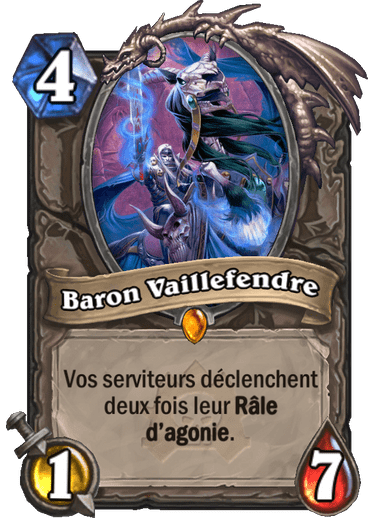 4
Baron Vaillefendre
Vos serviteurs déclenchent
deux fois leur Râle
d'agonie.
1
7